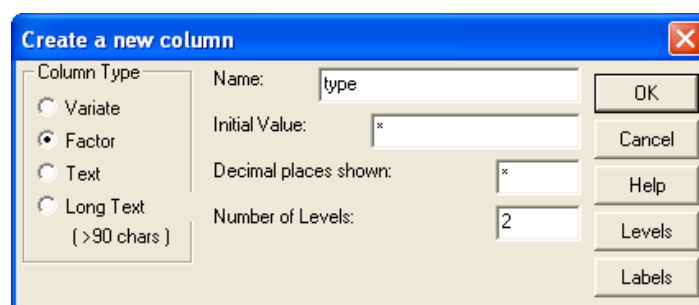 Create a new column
Column Type
Variate
Factor
Text
Long Text
( >90 chars )
Name: type
Initial Value: *
Decimal places shown: *
Number of Levels: 2
OK
Cancel
Help
Levels
Labels